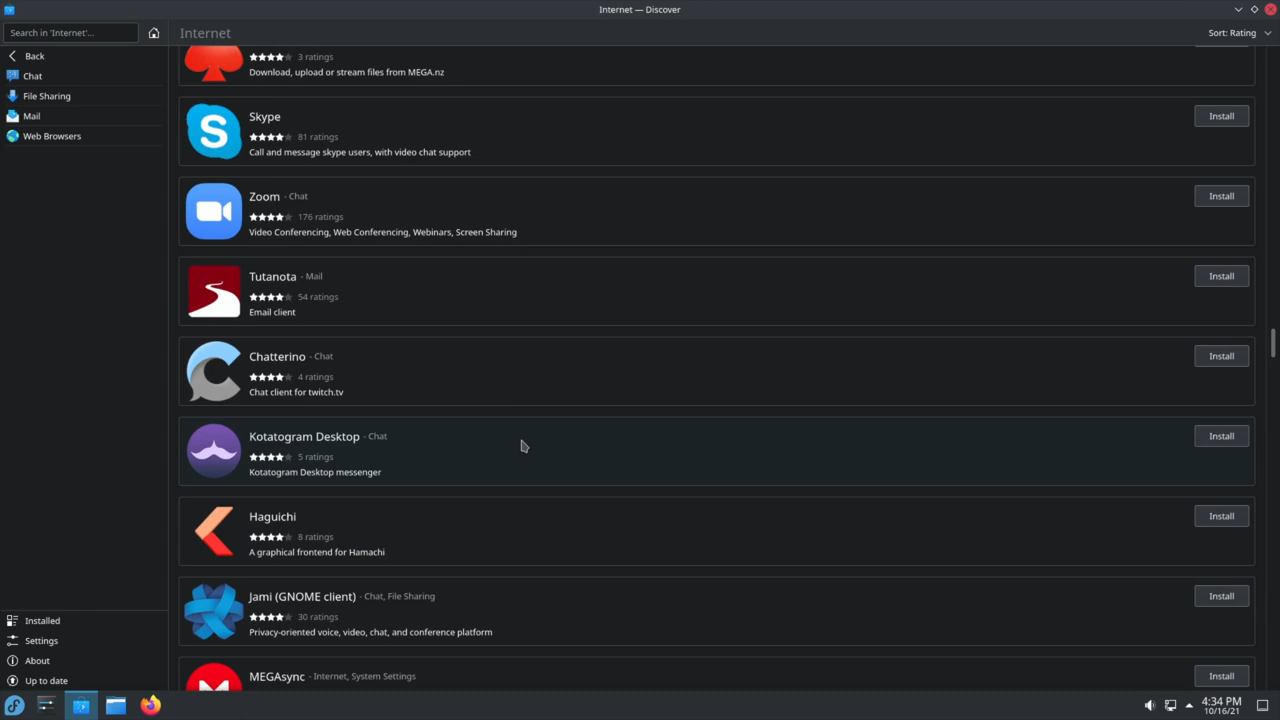 Internet — Discover
Search in 'Internet'...
Internet
Sort: Rating
Back
Chat
File Sharing
Mail
Web Browsers
3 ratings
Download, upload or stream files from MEGA.nz
Skype
81 ratings
Call and message skype users, with video chat support
Install
Zoom - Chat
176 ratings
Video Conferencing, Web Conferencing, Webinars, Screen Sharing
Install
Tutanota - Mail
54 ratings
Email client
Install
Chatterino - Chat
4 ratings
Chat client for twitch.tv
Install
Kotatogram Desktop - Chat
5 ratings
Kotatogram Desktop messenger
Install
Haguichi
8 ratings
A graphical frontend for Hamachi
Install
Jami (GNOME client) - Chat, File Sharing
30 ratings
Privacy-oriented voice, video, chat, and conference platform
Install
MEGAsync - Internet, System Settings
Install
Installed
Settings
About
Up to date
4:34 PM
10/16/21